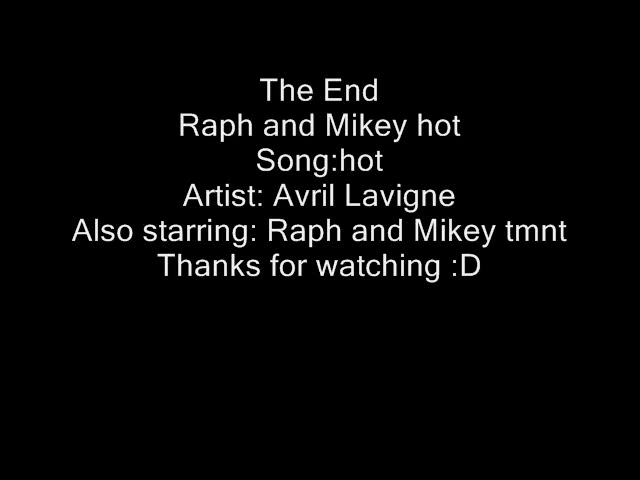 The End
Raph and Mikey hot
Song:hot
Artist: Avril Lavigne
Also starring: Raph and Mikey tmnt
Thanks for watching :D